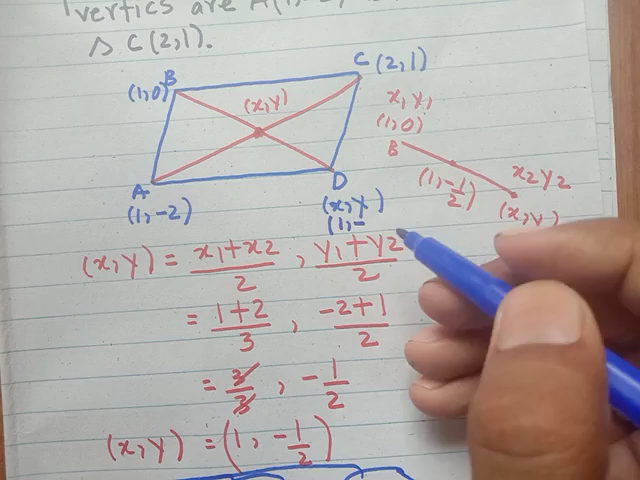 vertics are A(1,-2)
& C(2,1).
B
(1,0)
C (2,1)
(x,y)
A
(1,-2)
D
(x,y)
(1,-
x,y,
(1,0)
B
(1,-1/2)
x2 y2
(x,y)
(x,y) = x1+x2/2 , y1+y2/2
= 1+2/3 , -2+1/2
= 3/3 , -1/2
(x,y) = (1, -1/2)